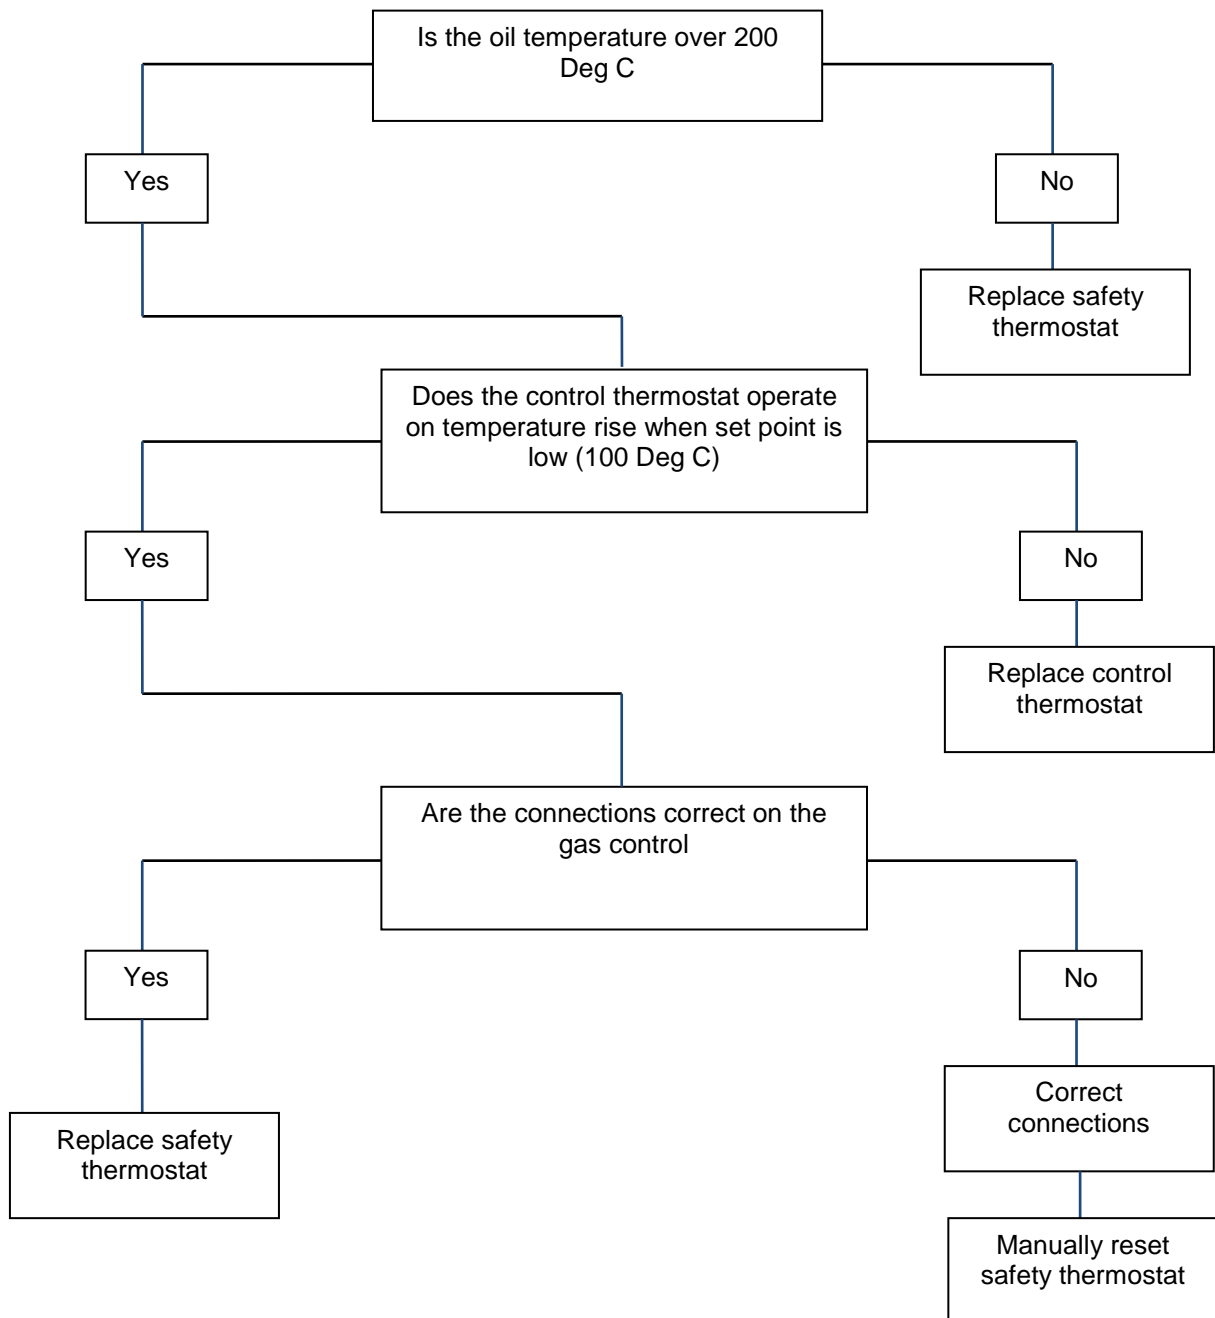 Is the oil temperature over 200
Deg C
Yes
No
Replace safety
thermostat
Does the control thermostat operate
on temperature rise when set point is
low (100 Deg C)
Yes
No
Replace control
thermostat
Are the connections correct on the
gas control
Yes
No
Correct
connections
Replace safety
thermostat
Manually reset
safety thermostat